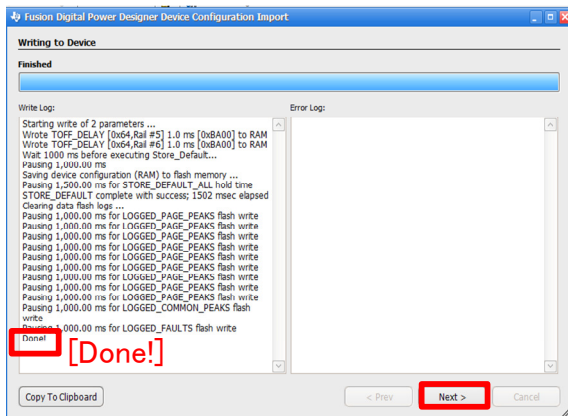 Fusion Digital Power Designer Device Configuration Import
Writing to Device
Finished
Write Log:
Error Log:
Starting write of 2 parameters ...
Wrote TOFF_DELAY [0x64,Rail #5] 1.0 ms [0xBA00] to RAM
Wrote TOFF_DELAY [0x64,Rail #6] 1.0 ms [0xBA00] to RAM
Wait 1000 ms before executing Store_Default...
Pausing 1,000.00 ms
Saving device configuration (RAM) to flash memory ...
Pausing 1,500.00 ms for STORE_DEFAULT_ALL hold time
STORE_DEFAULT complete with success; 1502 msec elapsed
Clearing data flash logs ...
Pausing 1,000.00 ms for LOGGED_PAGE_PEAKS flash write
Pausing 1,000.00 ms for LOGGED_PAGE_PEAKS flash write
Pausing 1,000.00 ms for LOGGED_PAGE_PEAKS flash write
Pausing 1,000.00 ms for LOGGED_PAGE_PEAKS flash write
Pausing 1,000.00 ms for LOGGED_PAGE_PEAKS flash write
Pausing 1,000.00 ms for LOGGED_PAGE_PEAKS flash write
Pausing 1,000.00 ms for LOGGED_PAGE_PEAKS flash write
Pausing 1,000.00 ms for LOGGED_PAGE_PEAKS flash write
Pausing 1,000.00 ms for LOGGED_COMMON_PEAKS flash
write
Pausing 1,000.00 ms for LOGGED_FAULTS flash write
Done!
[Done!]
Copy To Clipboard
< Prev
Next >
Cancel